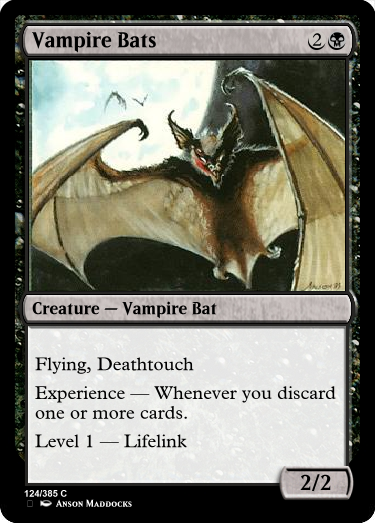 Vampire Bats 2
Creature — Vampire Bat
Flying, Deathtouch
Experience — Whenever you discard
one or more cards.
Level 1 — Lifelink
2/2
124/385 C
Anson Maddocks